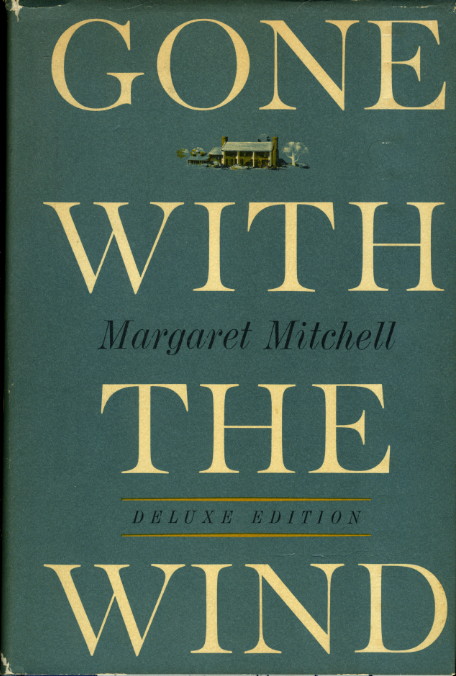 GONE
WITH
Margaret Mitchell
THE
DELUXE EDITION
WIND